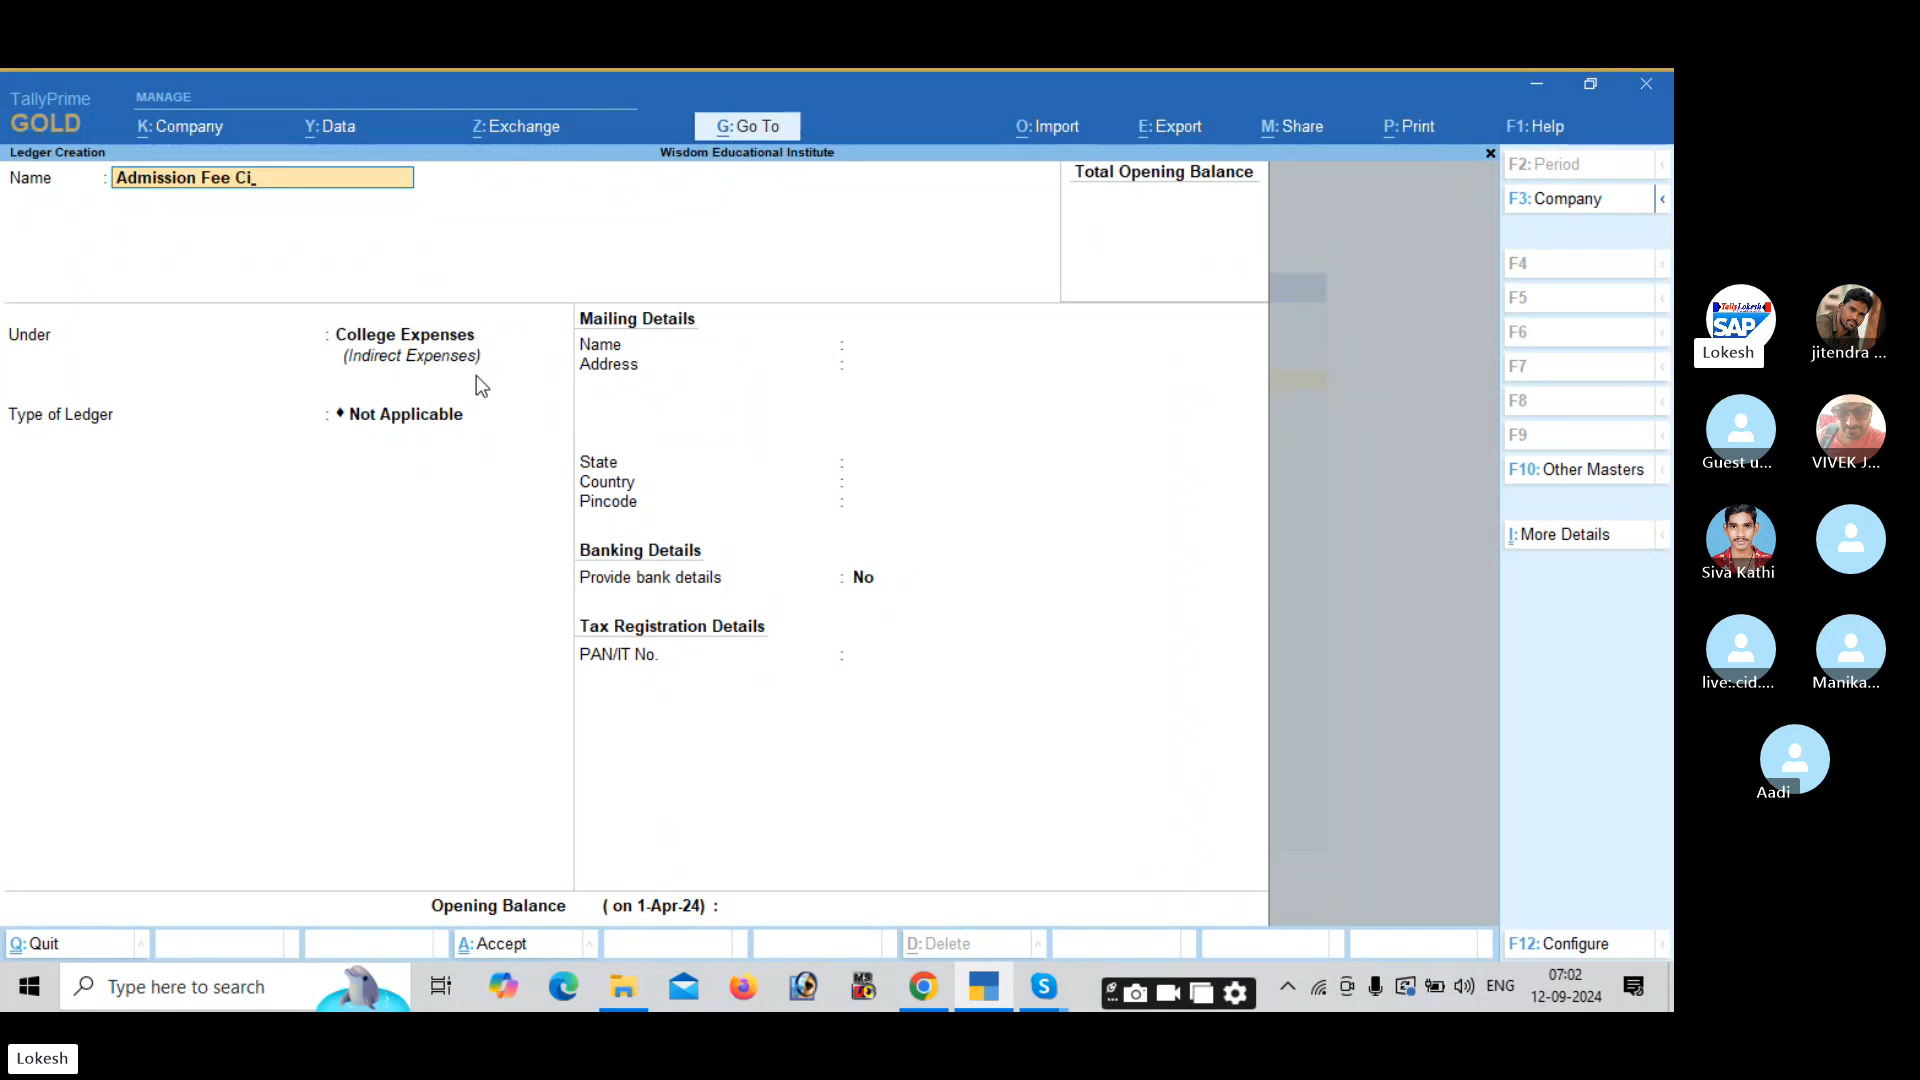 TallyPrime
GOLD
MANAGE
K: Company
Y: Data
Z: Exchange
G: Go To
O: Import
E: Export
M: Share
P: Print
F1: Help
Ledger Creation
Wisdom Educational Institute
Name : Admission Fee Ci
Total Opening Balance
Under : College Expenses
(Indirect Expenses)
Type of Ledger : ♦ Not Applicable
Mailing Details
Name :
Address :
State :
Country :
Pincode :
Banking Details
Provide bank details : No
Tax Registration Details
PAN/IT No. :
Opening Balance ( on 1-Apr-24) :
F2: Period
F3: Company
F4
F5
F6
F7
F8
F9
F10: Other Masters
I: More Details
F12: Configure
Q: Quit
A: Accept
D: Delete
Type here to search
ENG
07:02
12-09-2024
TallyLokesh
SAP
Lokesh
jitendra ...
Guest u...
VIVEK J...
Siva Kathi
live:.cid....
Manika...
Aadi
Lokesh